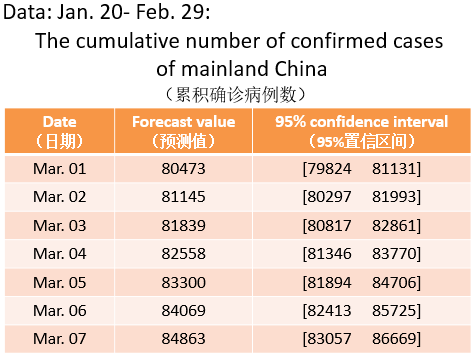 Data: Jan. 20- Feb. 29:
The cumulative number of confirmed cases
of mainland China
（累积确诊病例数）
Date Forecast value 95% confidence interval
（日期） （预测值） （95%置信区间）
Mar. 01 80473 [79824 81131]
Mar. 02 81145 [80297 81993]
Mar. 03 81839 [80817 82861]
Mar. 04 82558 [81346 83770]
Mar. 05 83300 [81894 84706]
Mar. 06 84069 [82413 85725]
Mar. 07 84863 [83057 86669]